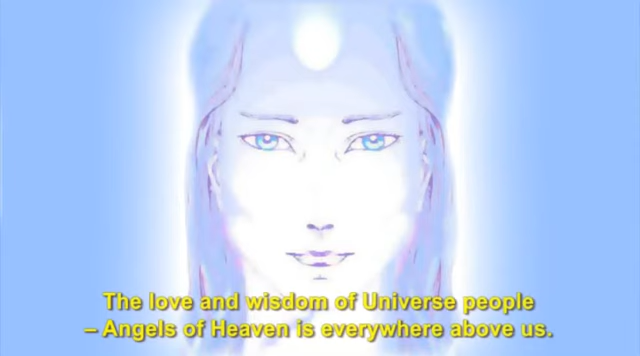 The love and wisdom of Universe people
– Angels of Heaven is everywhere above us.